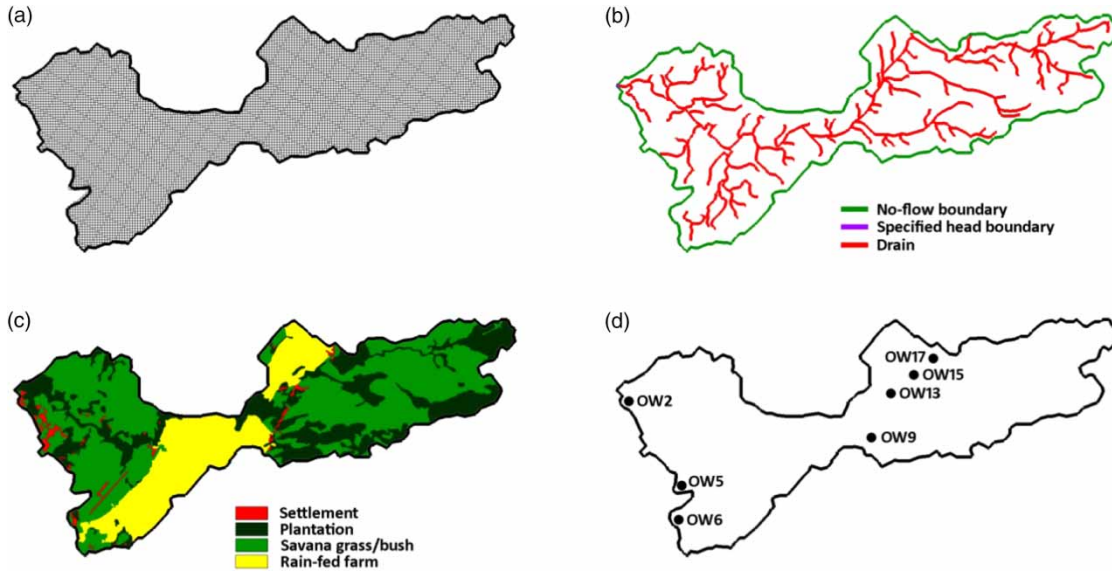 (a)
(b)
No-flow boundary
Specified head boundary
Drain
(c)
Settlement
Plantation
Savana grass/bush
Rain-fed farm
(d)
OW17
OW15
OW13
OW2
OW9
OW5
OW6